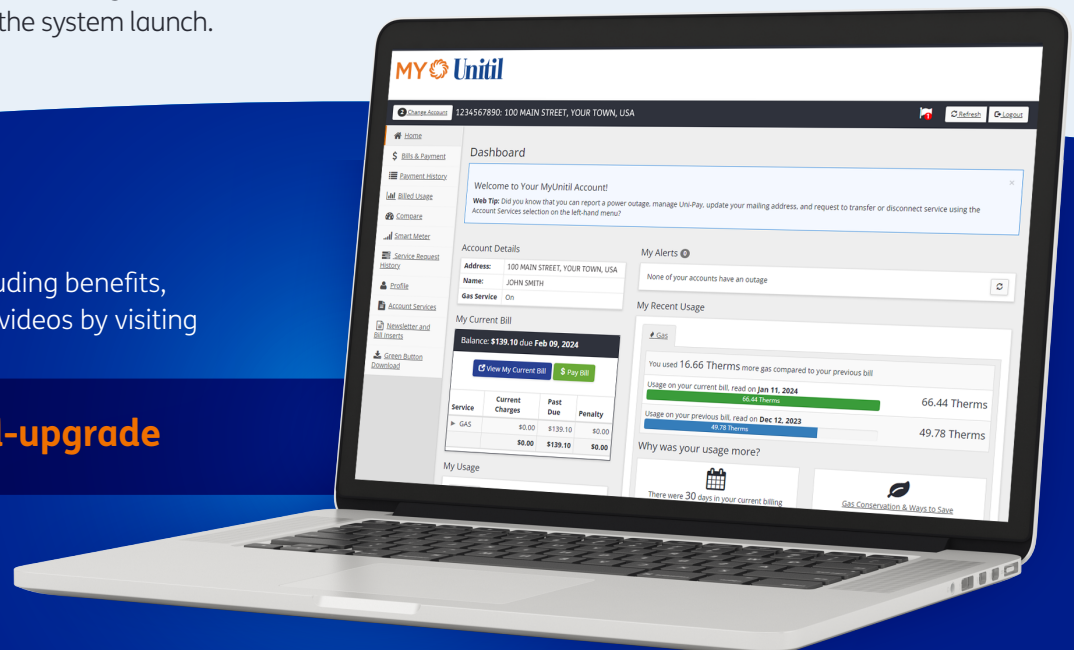 the system launch.
uding benefits,
videos by visiting
-upgrade
MY Unitil
2 Change Account 1234567890: 100 MAIN STREET, YOUR TOWN, USA 1 Refresh Logout
Home
Bills & Payment
Payment History
Billed Usage
Compare
Smart Meter
Service Request
History
Profile
Account Services
Newsletter and
Bill Inserts
Green Button
Download
Dashboard
Welcome to Your MyUnitil Account! ×
Web Tip: Did you know that you can report a power outage, manage Uni-Pay, update your mailing address, and request to transfer or disconnect service using the
Account Services selection on the left-hand menu?
Account Details
Address: 100 MAIN STREET, YOUR TOWN, USA
Name: JOHN SMITH
Gas Service On
My Current Bill
Balance: $139.10 due Feb 09, 2024
View My Current Bill $ Pay Bill
Service Current Charges Past Due Penalty
GAS $0.00 $139.10 $0.00
$0.00 $139.10 $0.00
My Usage
My Alerts 0
None of your accounts have an outage
My Recent Usage
Gas
You used 16.66 Therms more gas compared to your previous bill
Usage on your current bill, read on Jan 11, 2024
66.44 Therms 66.44 Therms
Usage on your previous bill, read on Dec 12, 2023
49.78 Therms 49.78 Therms
Why was your usage more?
There were 30 days in your current billing
Gas Conservation & Ways to Save